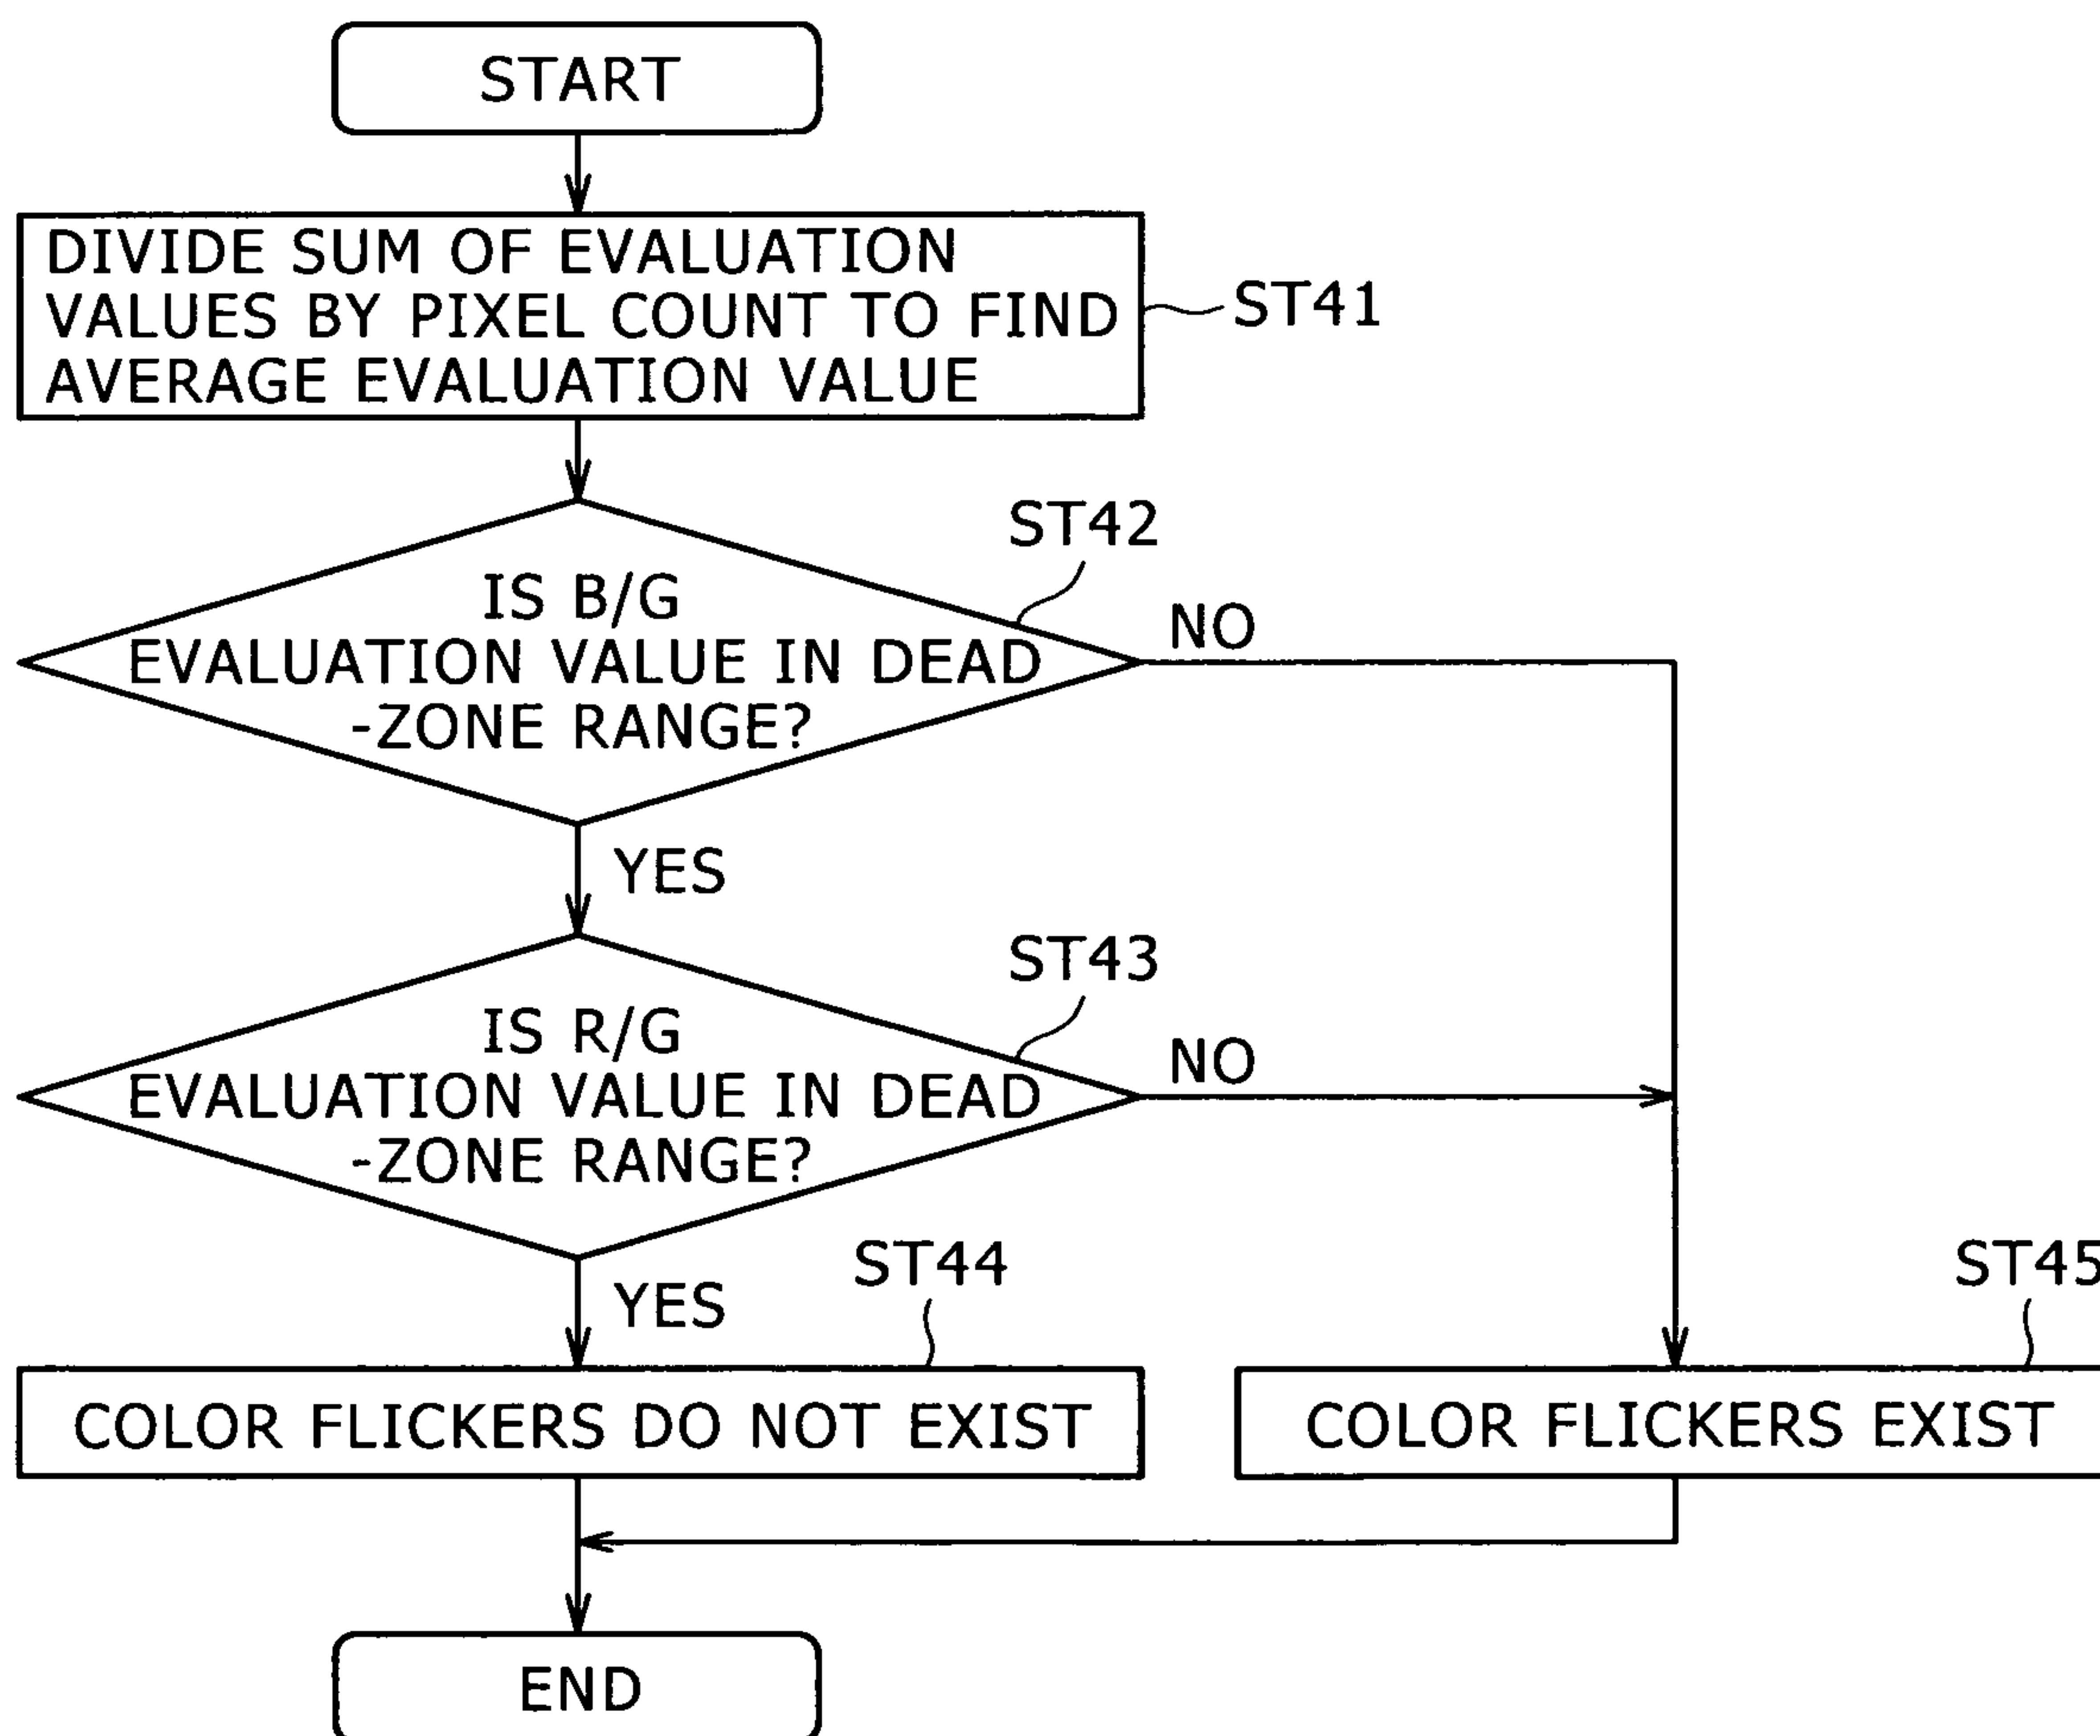 START
DIVIDE SUM OF EVALUATION
VALUES BY PIXEL COUNT TO FIND
AVERAGE EVALUATION VALUE
ST41
ST42
IS B/G
EVALUATION VALUE IN DEAD
-ZONE RANGE?
NO
YES
ST43
IS R/G
EVALUATION VALUE IN DEAD
-ZONE RANGE?
NO
YES
ST44
COLOR FLICKERS DO NOT EXIST
ST45
COLOR FLICKERS EXIST
END